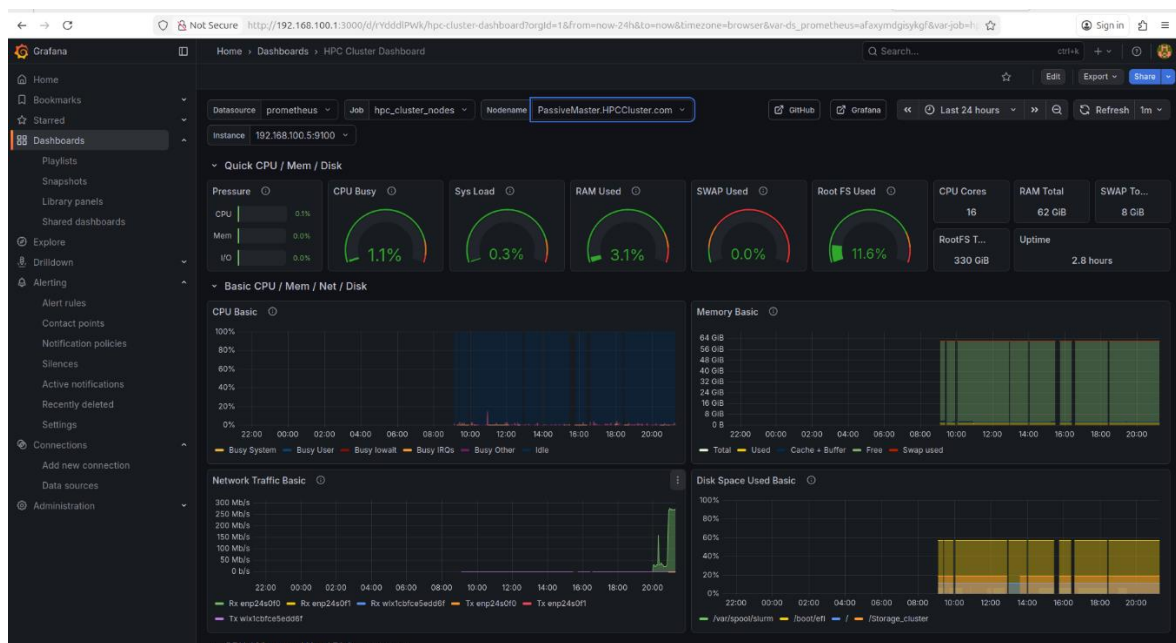 Not Secure http://192.168.100.1:3000/d/rYdddlPWk/hpc-cluster-dashboard?orgId=1&from=now-24h&to=now&timezone=browser&var-ds_prometheus=afaxymdgisykgf&var-job=h
Sign in
Grafana
Home › Dashboards › HPC Cluster Dashboard
Search...
ctrl+k
Home
Bookmarks
Starred
Dashboards
Playlists
Snapshots
Library panels
Shared dashboards
Explore
Drilldown
Alerting
Alert rules
Contact points
Notification policies
Silences
Active notifications
Recently deleted
Settings
Connections
Add new connection
Data sources
Administration
Edit Export Share
Datasource prometheus Job hpc_cluster_nodes Nodename PassiveMaster.HPCCluster.com
GitHub Grafana Last 24 hours Refresh 1m
Instance 192.168.100.5:9100
Quick CPU / Mem / Disk
Pressure
CPU 0.1%
Mem 0.0%
I/O 0.0%
CPU Busy
1.1%
Sys Load
0.3%
RAM Used
3.1%
SWAP Used
0.0%
Root FS Used
11.6%
CPU Cores
16
RAM Total
62 GiB
SWAP To...
8 GiB
RootFS T...
330 GiB
Uptime
2.8 hours
Basic CPU / Mem / Net / Disk
CPU Basic
100%
80%
60%
40%
20%
0%
22:00 00:00 02:00 04:00 06:00 08:00 10:00 12:00 14:00 16:00 18:00 20:00
Busy System Busy User Busy Iowait Busy IRQs Busy Other Idle
Memory Basic
64 GiB
56 GiB
48 GiB
40 GiB
32 GiB
24 GiB
16 GiB
8 GiB
0 B
22:00 00:00 02:00 04:00 06:00 08:00 10:00 12:00 14:00 16:00 18:00 20:00
Total Used Cache + Buffer Free Swap used
Network Traffic Basic
300 Mb/s
250 Mb/s
200 Mb/s
150 Mb/s
100 Mb/s
50 Mb/s
0 b/s
22:00 00:00 02:00 04:00 06:00 08:00 10:00 12:00 14:00 16:00 18:00 20:00
Rx enp24s0f0 Rx enp24s0f1 Rx wlx1cbfce5edd6f Tx enp24s0f0 Tx enp24s0f1
Tx wlx1cbfce5edd6f
Disk Space Used Basic
100%
80%
60%
40%
20%
0%
22:00 00:00 02:00 04:00 06:00 08:00 10:00 12:00 14:00 16:00 18:00 20:00
/var/spool/slurm /boot/efi / /Storage_cluster